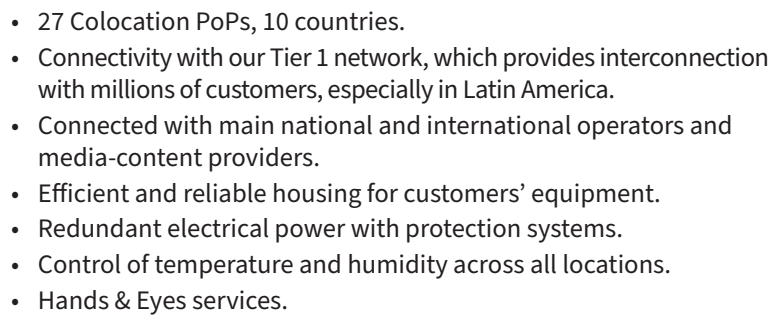 • 27 Colocation PoPs, 10 countries.
• Connectivity with our Tier 1 network, which provides interconnection
with millions of customers, especially in Latin America.
• Connected with main national and international operators and
media-content providers.
• Efficient and reliable housing for customers’ equipment.
• Redundant electrical power with protection systems.
• Control of temperature and humidity across all locations.
• Hands & Eyes services.